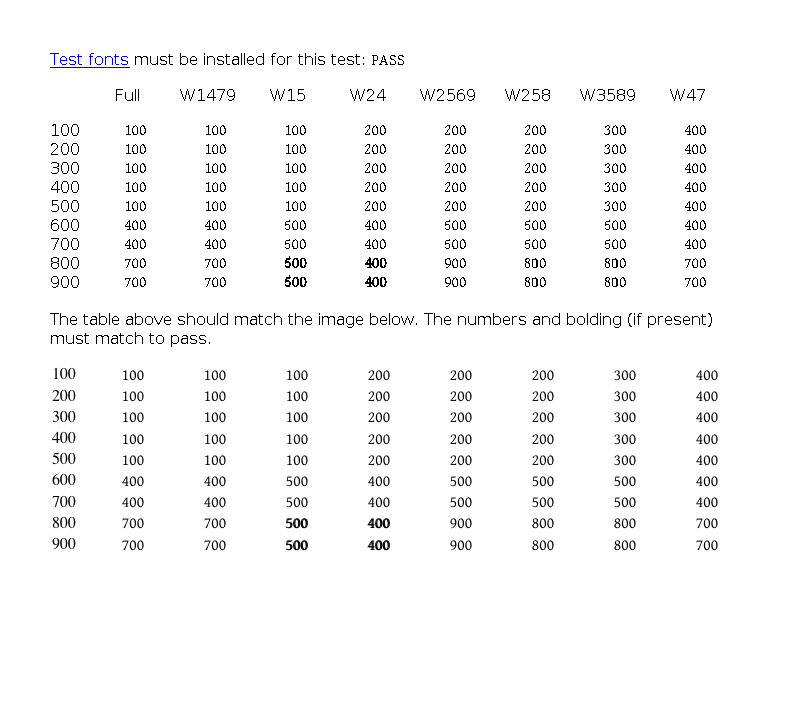 Test fonts must be installed for this test: PASS
Full W1479 W15 W24 W2569 W258 W3589 W47
100 100 100 100 200 200 200 300 400
200 100 100 100 200 200 200 300 400
300 100 100 100 200 200 200 300 400
400 100 100 100 200 200 200 300 400
500 100 100 100 200 200 200 300 400
600 400 400 500 400 500 500 500 400
700 400 400 500 400 500 500 500 400
800 700 700 500 400 900 800 800 700
900 700 700 500 400 900 800 800 700
The table above should match the image below. The numbers and bolding (if present)
must match to pass.
100 100 100 100 200 200 200 300 400
200 100 100 100 200 200 200 300 400
300 100 100 100 200 200 200 300 400
400 100 100 100 200 200 200 300 400
500 100 100 100 200 200 200 300 400
600 400 400 500 400 500 500 500 400
700 400 400 500 400 500 500 500 400
800 700 700 500 400 900 800 800 700
900 700 700 500 400 900 800 800 700